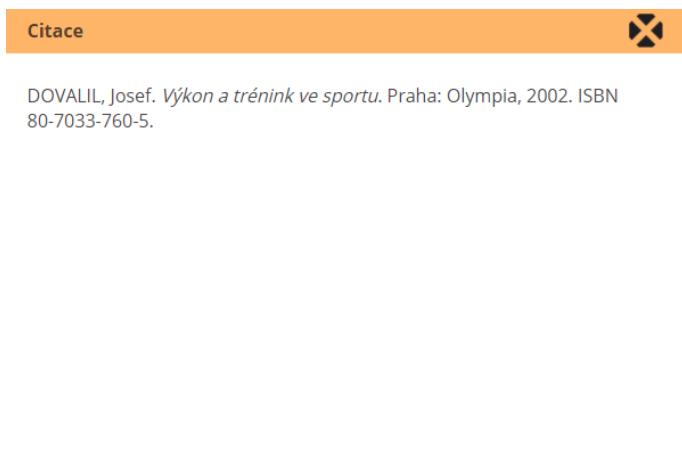 Citace
DOVALIL, Josef. Výkon a trénink ve sportu. Praha: Olympia, 2002. ISBN
80-7033-760-5.